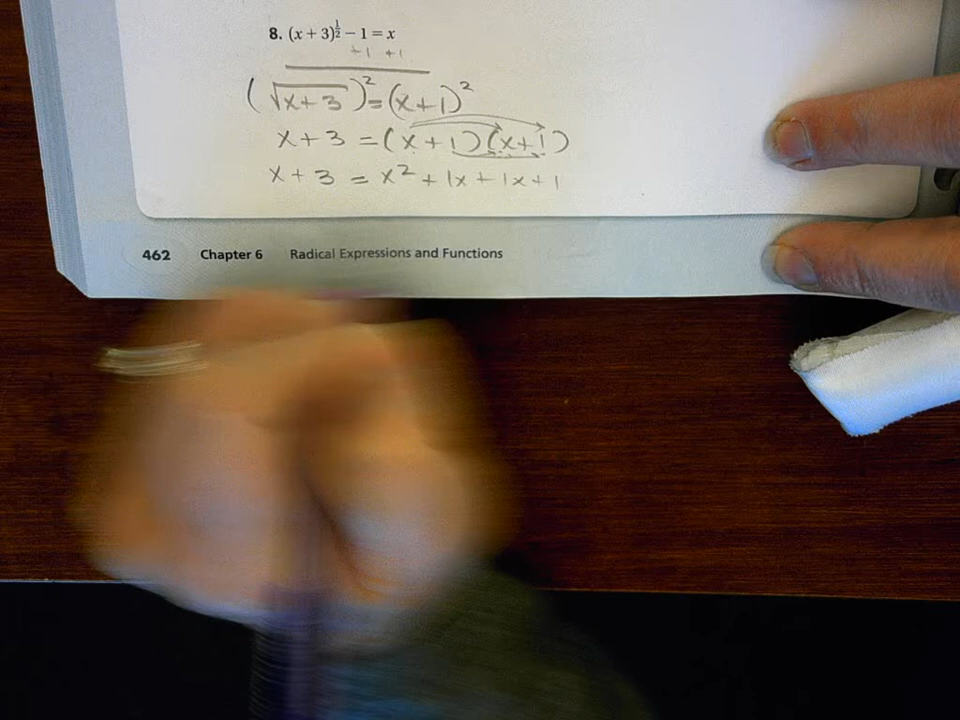 8. (x + 3)^½ − 1 = x
+1 +1
(√x+3)² = (x+1)²
x+3 = (x+1)(x+1)
x+3 = x² + 1x + 1x + 1
462 Chapter 6 Radical Expressions and Functions